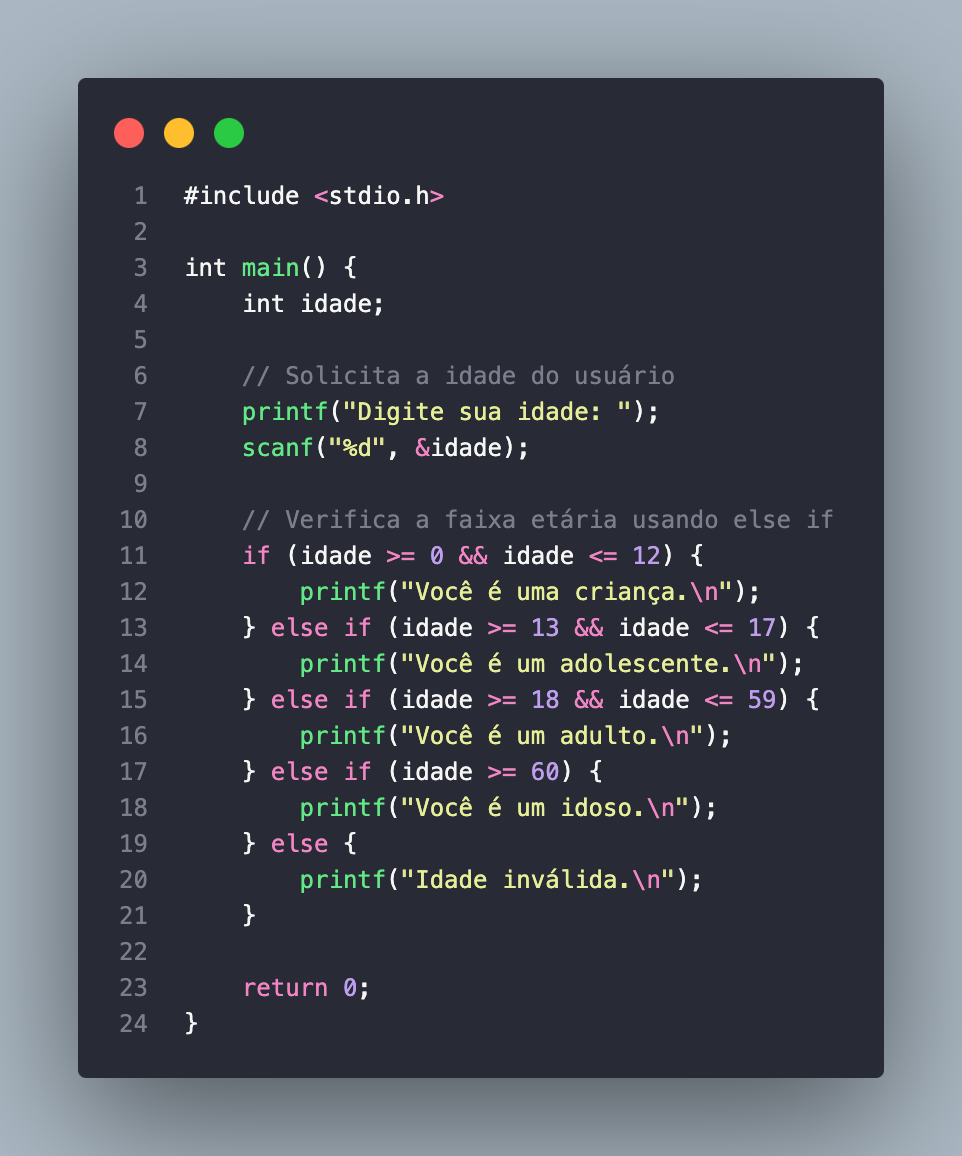 1 #include <stdio.h>
2
3 int main() {
4     int idade;
5
6     // Solicita a idade do usuário
7     printf("Digite sua idade: ");
8     scanf("%d", &idade);
9
10     // Verifica a faixa etária usando else if
11     if (idade >= 0 && idade <= 12) {
12         printf("Você é uma criança.\n");
13     } else if (idade >= 13 && idade <= 17) {
14         printf("Você é um adolescente.\n");
15     } else if (idade >= 18 && idade <= 59) {
16         printf("Você é um adulto.\n");
17     } else if (idade >= 60) {
18         printf("Você é um idoso.\n");
19     } else {
20         printf("Idade inválida.\n");
21     }
22
23     return 0;
24 }